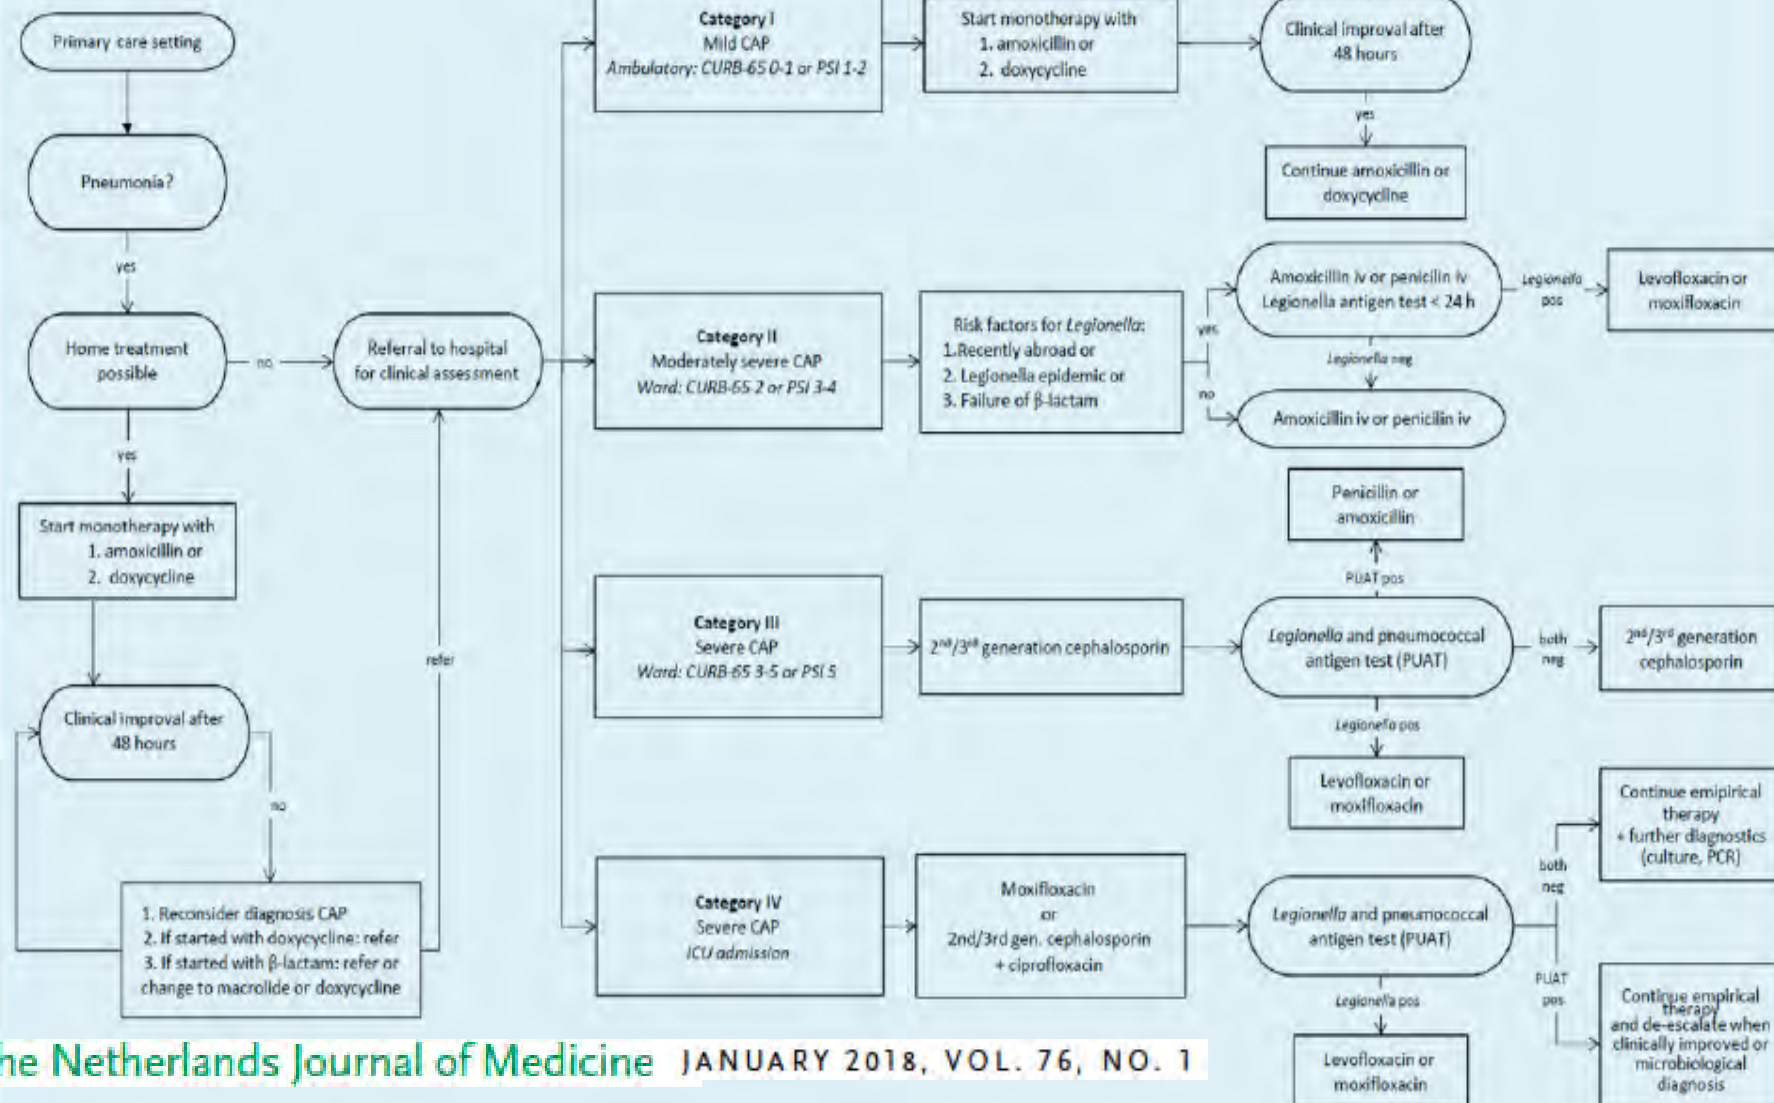 Primary care setting
Pneumonia?
yes
Home treatment
possible
no
yes
Start monotherapy with
1. amoxicillin or
2. doxycycline
Clinical improval after
48 hours
no
1. Reconsider diagnosis CAP
2. If started with doxycycline: refer
3. If started with β-lactam: refer or
change to macrolide or doxycycline
refer
Referral to hospital
for clinical assessment
Category I
Mild CAP
Ambulatory: CURB-65 0-1 or PSI 1-2
Start monotherapy with
1. amoxicillin or
2. doxycycline
Clinical improval after
48 hours
yes
Continue amoxicillin or
doxycycline
Category II
Moderately severe CAP
Ward: CURB-65 2 or PSI 3-4
Risk factors for Legionella:
1.Recently abroad or
2. Legionella epidemic or
3. Failure of β-lactam
yes
no
Amoxicillin iv or penicilin iv
Legionella antigen test < 24 h
Legionella
pos
Levofloxacin or
moxifloxacin
Legionella neg
Amoxicillin iv or penicilin iv
Category III
Severe CAP
Ward: CURB-65 3-5 or PSI 5
2nd/3rd generation cephalosporin
Penicillin or
amoxicillin
PUAT pos
Legionella and pneumococcal
antigen test (PUAT)
both
neg
2nd/3rd generation
cephalosporin
Legionella pos
Levofloxacin or
moxifloxacin
Category IV
Severe CAP
ICU admission
Moxifloxacin
or
2nd/3rd gen. cephalosporin
+ ciprofloxacin
Legionella and pneumococcal
antigen test (PUAT)
both
neg
Continue emipirical
therapy
+ further diagnostics
(culture, PCR)
PUAT
pos
Continue empirical
therapy
and de-escalate when
clinically improved or
microbiological
diagnosis
Legionella pos
Levofloxacin or
moxifloxacin
he Netherlands Journal of Medicine JANUARY 2018, VOL. 76, NO. 1